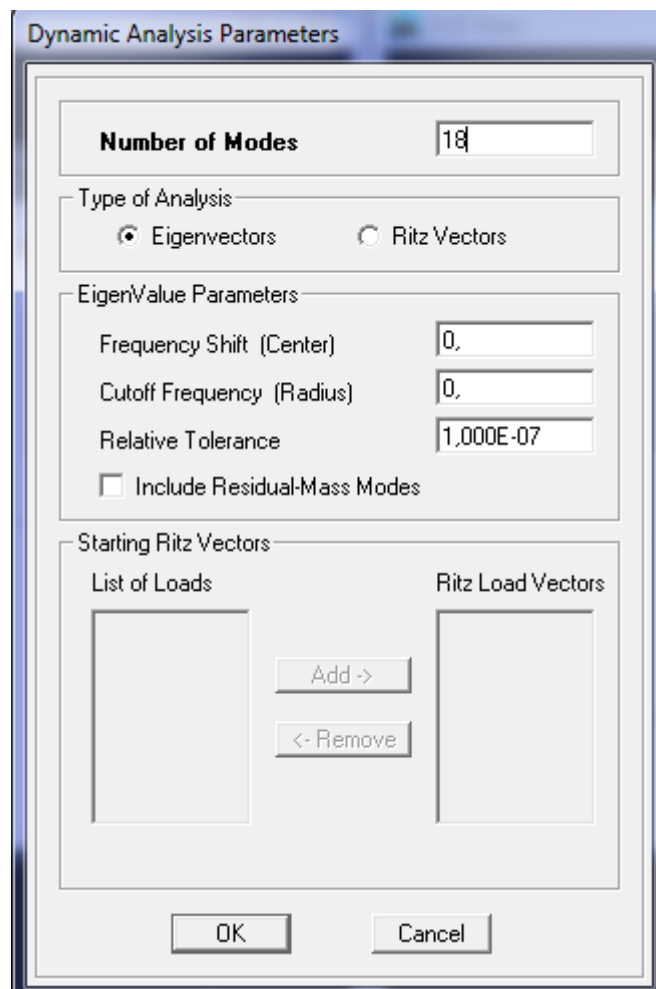 Dynamic Analysis Parameters
Number of Modes 18
Type of Analysis
Eigenvectors Ritz Vectors
EigenValue Parameters
Frequency Shift (Center) 0,
Cutoff Frequency (Radius) 0,
Relative Tolerance 1,000E-07
Include Residual-Mass Modes
Starting Ritz Vectors
List of Loads Ritz Load Vectors
Add ->
<- Remove
OK Cancel